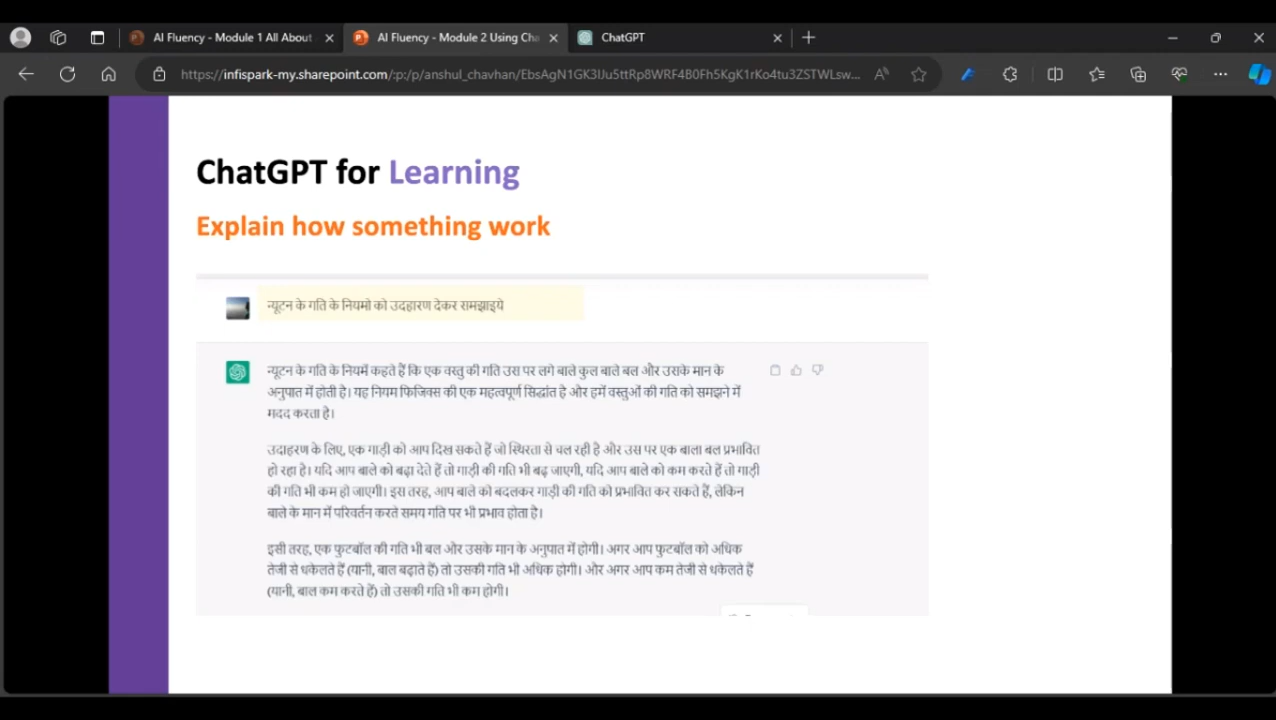 AI Fluency - Module 1 All About
AI Fluency - Module 2 Using Cha
ChatGPT
https://infispark-my.sharepoint.com/:p:/p/anshul_chavhan/EbsAgN1GK3IJu5ttRp8WRF4B0Fh5KgK1rKo4tu3ZSTWLsw...
ChatGPT for Learning
Explain how something work
न्यूटन के गति के नियमो को उदहारण देकर समझाइये
न्यूटन के गति के नियमें कहते हैं कि एक वस्तु की गति उस पर लगे बाले कुल बाले बल और उसके मान के
अनुपात में होती है। यह नियम फिजिक्स की एक महत्वपूर्ण सिद्धांत है और हमें वस्तुओं की गति को समझने में
मदद करता है।
उदाहरण के लिए, एक गाड़ी को आप दिख सकते हैं जो स्थिरता से चल रही है और उस पर एक बाला बल प्रभावित
हो रहा है। यदि आप बाले को बढ़ा देते हैं तो गाड़ी की गति भी बढ़ जाएगी, यदि आप बाले को कम करते हैं तो गाड़ी
की गति भी कम हो जाएगी। इस तरह, आप बाले को बदलकर गाड़ी की गति को प्रभावित कर सकते हैं, लेकिन
बाले के मान में परिवर्तन करते समय गति पर भी प्रभाव होता है।
इसी तरह, एक फुटबॉल की गति भी बल और उसके मान के अनुपात में होगी। अगर आप फुटबॉल को अधिक
तेजी से धकेलते हैं (यानी, बाल बढ़ाते हैं) तो उसकी गति भी अधिक होगी। और अगर आप कम तेजी से धकेलते हैं
(यानी, बाल कम करते हैं) तो उसकी गति भी कम होगी।